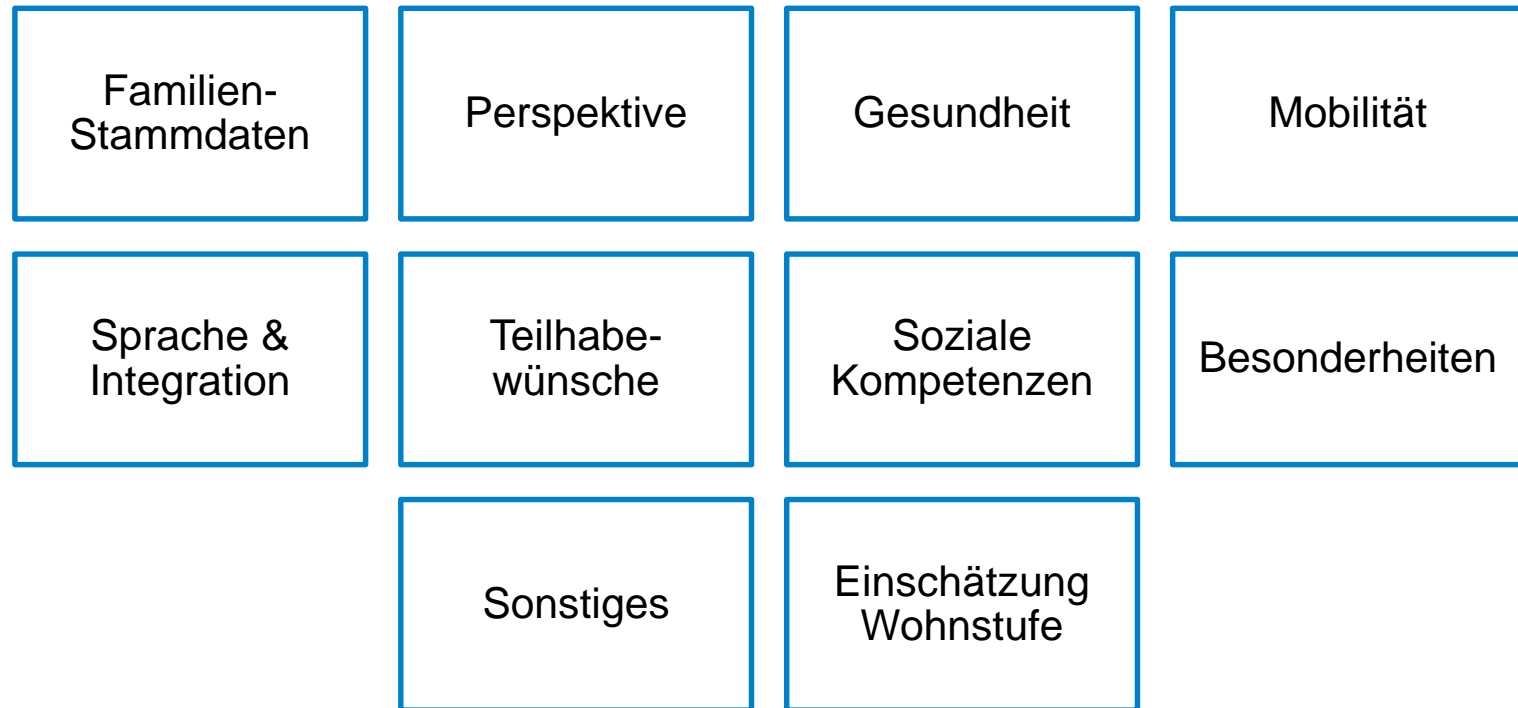 Familien-
Stammdaten
Perspektive
Gesundheit
Mobilität
Sprache &
Integration
Teilhabe-
wünsche
Soziale
Kompetenzen
Besonderheiten
Sonstiges
Einschätzung
Wohnstufe